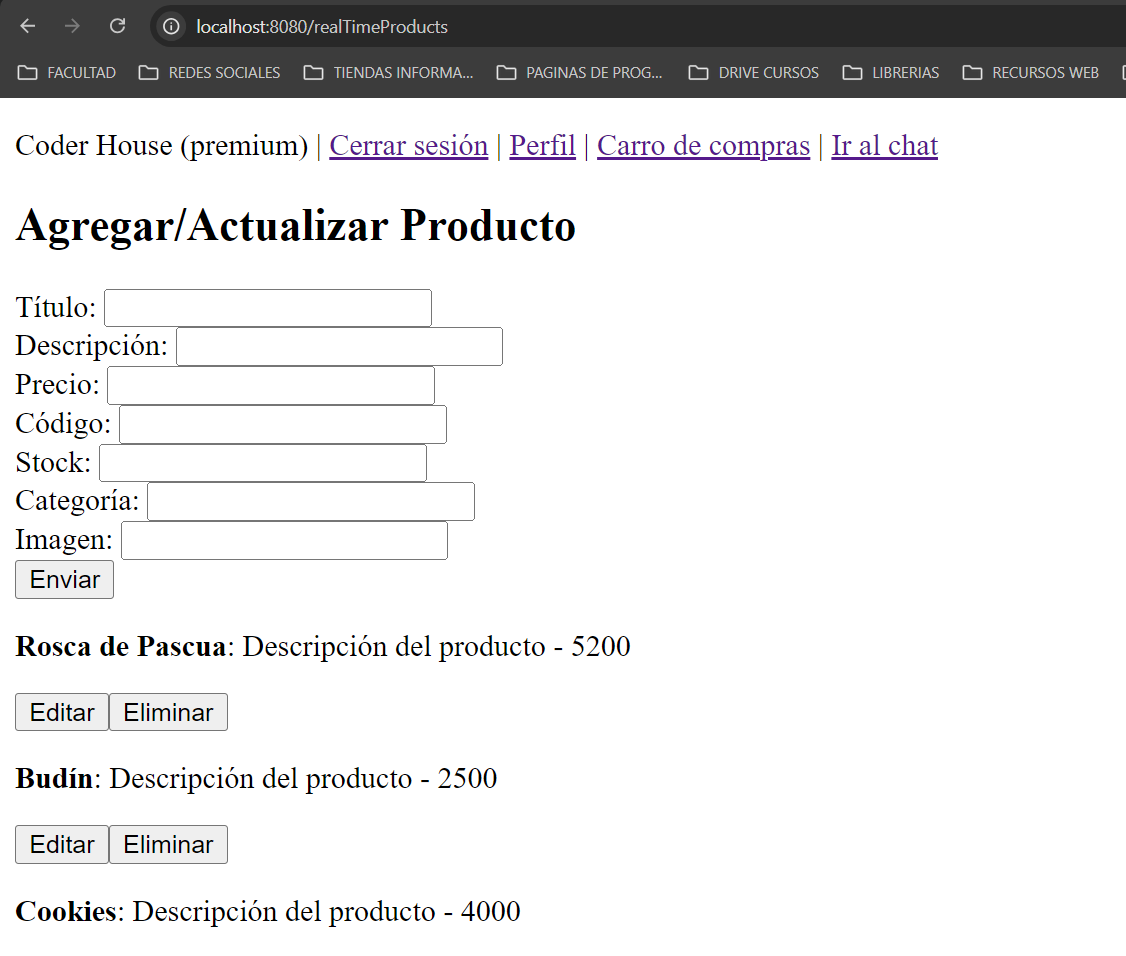 localhost:8080/realTimeProducts
FACULTAD REDES SOCIALES TIENDAS INFORMA... PAGINAS DE PROG... DRIVE CURSOS LIBRERIAS RECURSOS WEB
Coder House (premium) | Cerrar sesión | Perfil | Carro de compras | Ir al chat
Agregar/Actualizar Producto
Título:
Descripción:
Precio:
Código:
Stock:
Categoría:
Imagen:
Enviar
Rosca de Pascua: Descripción del producto - 5200
Editar Eliminar
Budín: Descripción del producto - 2500
Editar Eliminar
Cookies: Descripción del producto - 4000